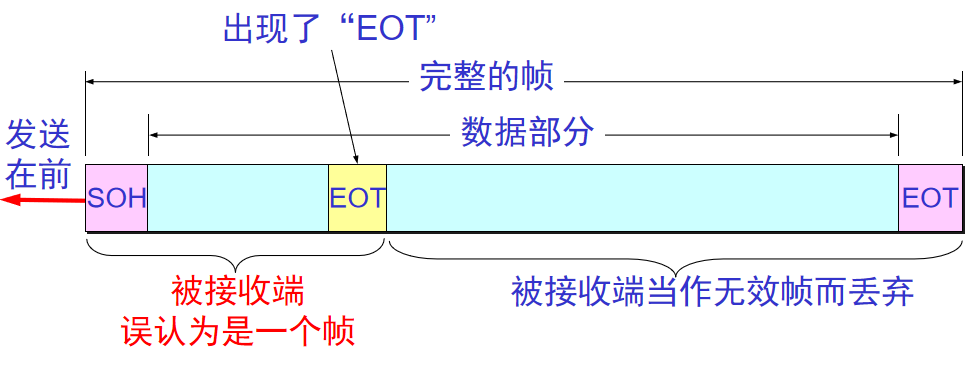 出现了 “EOT”
完整的帧
数据部分
发送
在前
SOH
EOT
EOT
被接收端
误认为是一个帧
被接收端当作无效帧而丢弃